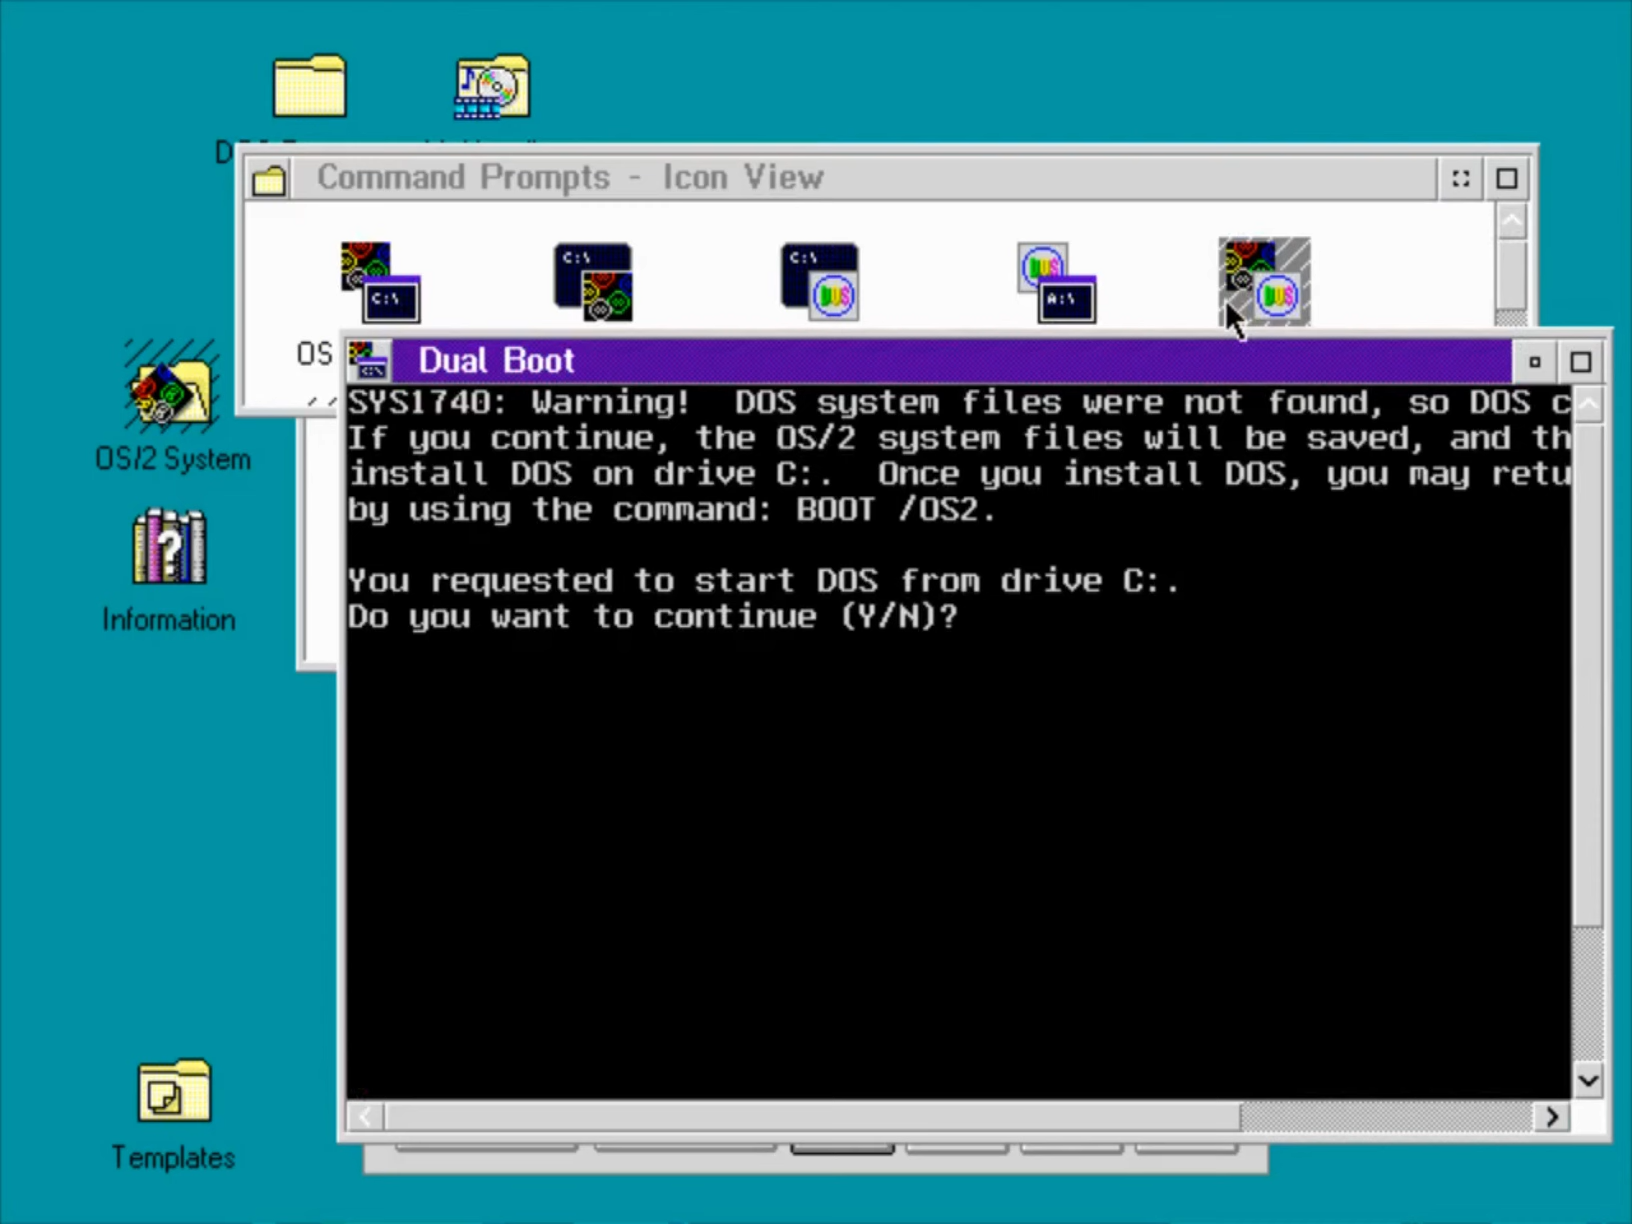 Command Prompts - Icon View
C:\
C:\
C:\
DOS
DOS
A:\
DOS
OS
Dual Boot
SYS1740: Warning!  DOS system files were not found, so DOS c
If you continue, the OS/2 system files will be saved, and th
install DOS on drive C:.  Once you install DOS, you may retu
by using the command: BOOT /OS2.
You requested to start DOS from drive C:.
Do you want to continue (Y/N)?
OS/2 System
Information
Templates